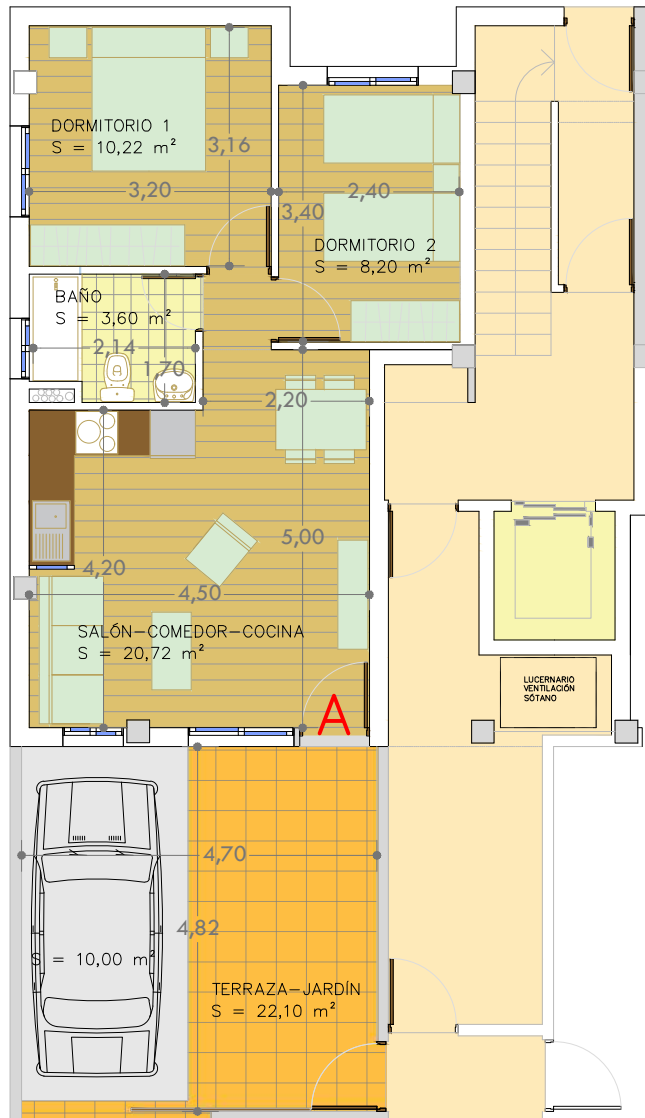 DORMITORIO 1
S = 10,22 m²
3,16
3,20
2,40
3,40
DORMITORIO 2
S = 8,20 m²
BAÑO
S = 3,60 m²
2,14
1,70
2,20
5,00
4,20
4,50
SALÓN-COMEDOR-COCINA
S = 20,72 m²
LUCERNARIO
VENTILACIÓN
SÓTANO
A
4,70
4,82
S = 10,00 m²
TERRAZA-JARDÍN
S = 22,10 m²